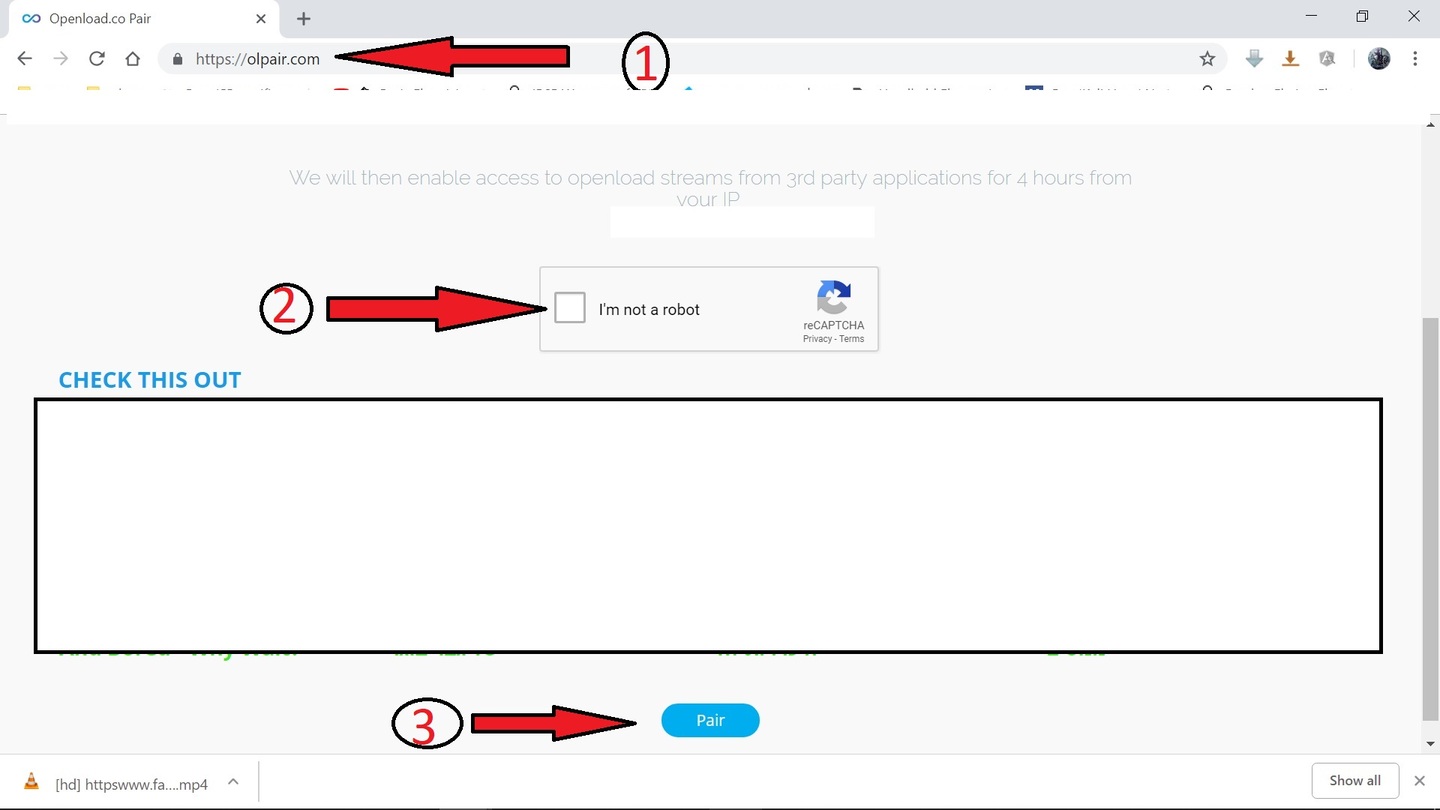 Openload.co Pair
https://olpair.com
1
We will then enable access to openload streams from 3rd party applications for 4 hours from
your IP
2
I'm not a robot
reCAPTCHA
Privacy - Terms
CHECK THIS OUT
3
Pair
[hd] httpswww.fa....mp4
Show all